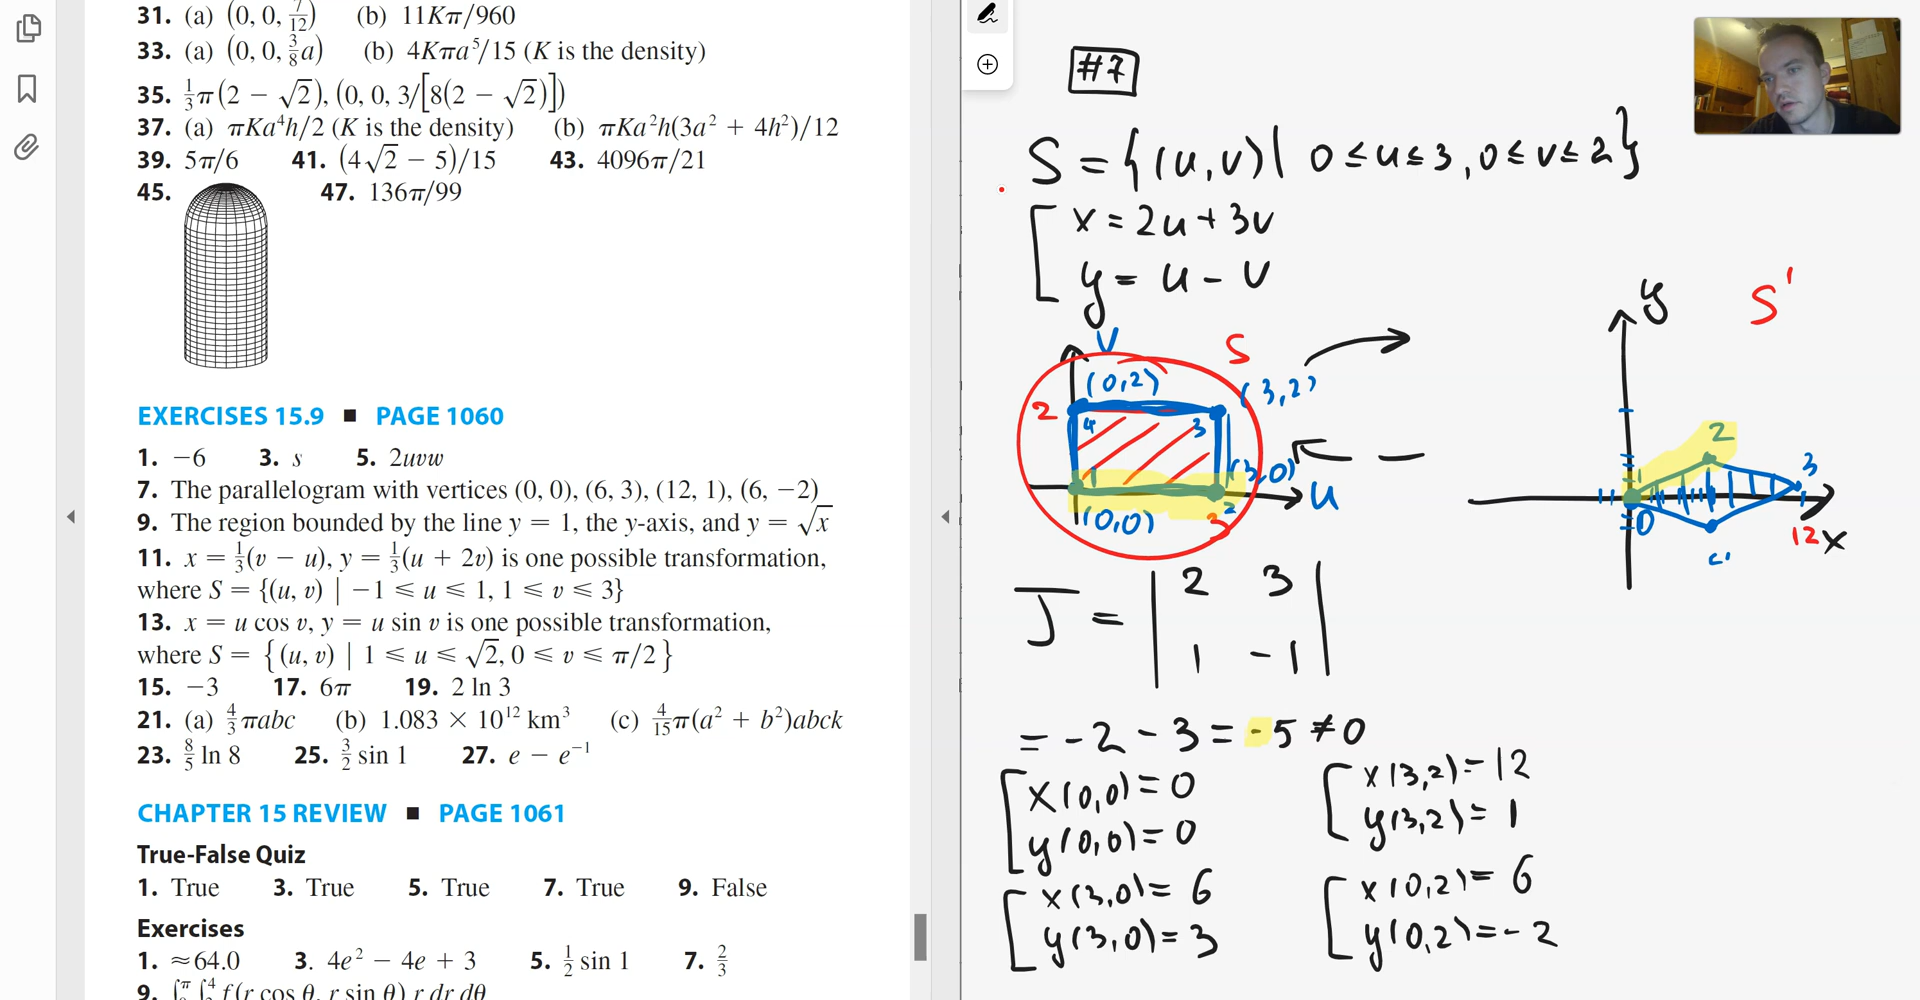 31. (a) (0, 0, 7/12) (b) 11Kπ/960
33. (a) (0, 0, 3/8 a) (b) 4Kπa⁵/15 (K is the density)
35. 1/3 π(2 − √2), (0, 0, 3/[8(2 − √2)])
37. (a) πKa⁴h/2 (K is the density) (b) πKa²h(3a² + 4h²)/12
39. 5π/6 41. (4√2 − 5)/15 43. 4096π/21
45. 47. 136π/99
EXERCISES 15.9 ■ PAGE 1060
1. −6 3. s 5. 2uvw
7. The parallelogram with vertices (0, 0), (6, 3), (12, 1), (6, −2)
9. The region bounded by the line y = 1, the y-axis, and y = √x
11. x = 1/3(v − u), y = 1/3(u + 2v) is one possible transformation,
where S = {(u, v) | −1 ⩽ u ⩽ 1, 1 ⩽ v ⩽ 3}
13. x = u cos v, y = u sin v is one possible transformation,
where S = {(u, v) | 1 ⩽ u ⩽ √2, 0 ⩽ v ⩽ π/2}
15. −3 17. 6π 19. 2 ln 3
21. (a) 4/3 πabc (b) 1.083 × 10¹² km³ (c) 4/15 π(a² + b²)abck
23. 8/5 ln 8 25. 3/2 sin 1 27. e − e⁻¹
CHAPTER 15 REVIEW ■ PAGE 1061
True-False Quiz
1. True 3. True 5. True 7. True 9. False
Exercises
1. ≈64.0 3. 4e² − 4e + 3 5. 1/2 sin 1 7. 2/3
9. ∫ ∫ f(r cos θ, r sin θ) r dr dθ
#7
S = {(u,v)| 0 ≤ u ≤ 3, 0 ≤ v ≤ 2}
x = 2u + 3v
y = u - v
V S
(0,2) (3,2)
2
4 3
1 2
(3,0)
(0,0) 3 u
y S'
2
1 3
0
12 x
4
J = | 2 3 |
| 1 -1 |
= -2 - 3 = -5 ≠ 0
x(0,0) = 0
y(0,0) = 0
x(3,0) = 6
y(3,0) = 3
x(3,2) = 12
y(3,2) = 1
x(0,2) = 6
y(0,2) = -2